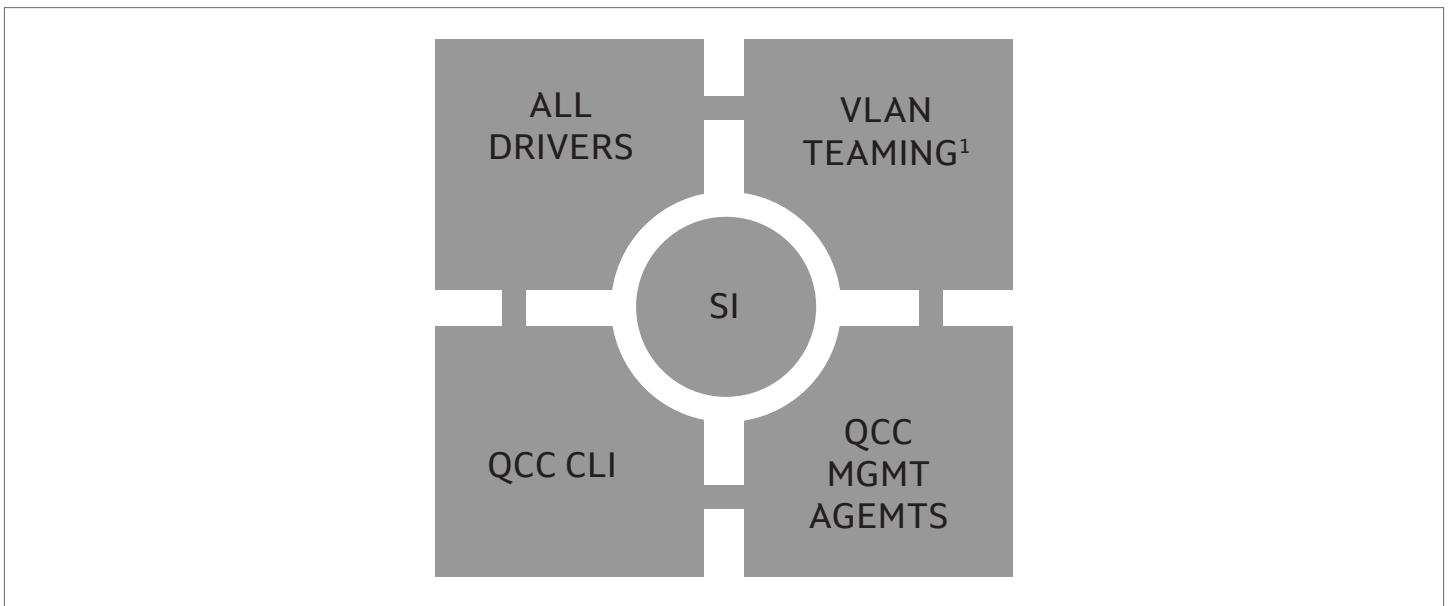 ALL
DRIVERS
VLAN
TEAMING¹
SI
QCC CLI
QCC
MGMT
AGEMTS